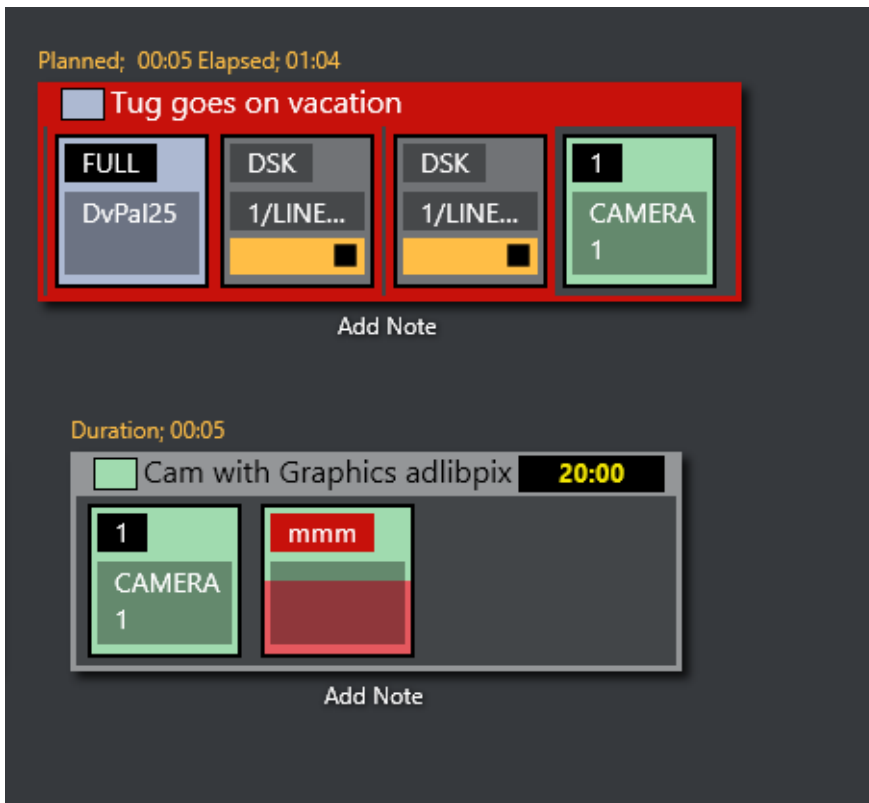 Planned;  00:05 Elapsed; 01:04
Tug goes on vacation
FULL
DvPal25
DSK
1/LINE...
DSK
1/LINE...
1
CAMERA
1
Add Note
Duration; 00:05
Cam with Graphics adlibpix 20:00
1
CAMERA
1
mmm
Add Note